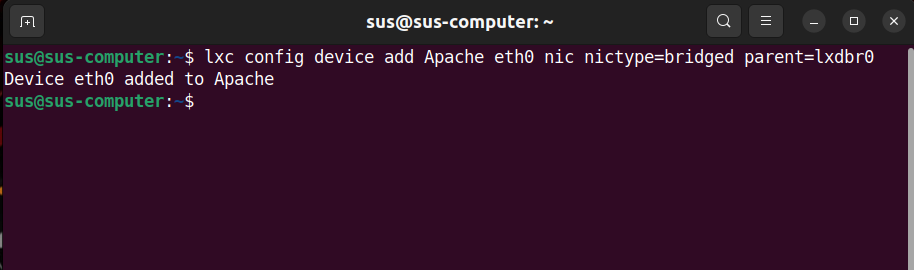 sus@sus-computer: ~
sus@sus-computer:~$ lxc config device add Apache eth0 nic nictype=bridged parent=lxdbr0
Device eth0 added to Apache
sus@sus-computer:~$